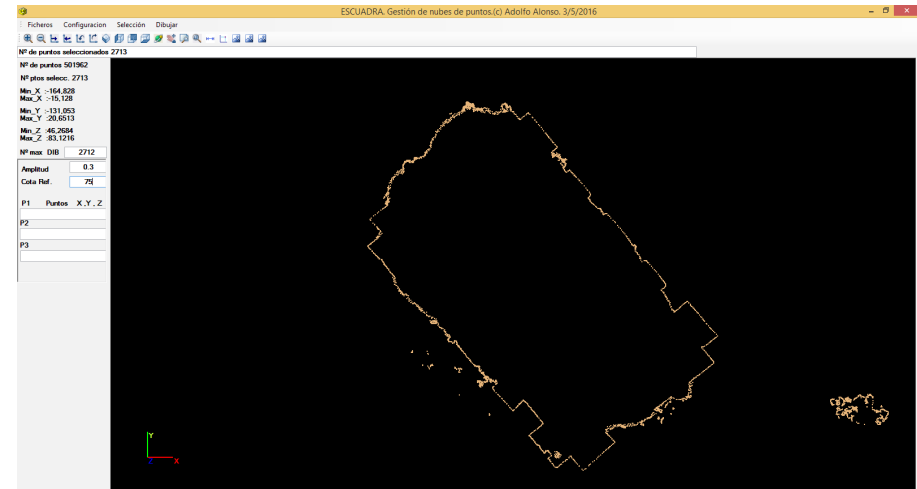 ESCUADRA. Gestión de nubes de puntos.(c) Adolfo Alonso. 3/5/2016
Ficheros Configuracion Selección Dibujar
Nº de puntos seleccionados 2713
Nº de puntos 501962
Nº ptos selecc. 2713
Min_X :-164,828
Max_X :-15,128
Min_Y :-131,053
Max_Y :20,6513
Min_Z :46,2684
Max_Z :83,1216
Nº max DIB 2712
Amplitud 0.3
Cota Ref. 75
P1 Puntos X,Y,Z
P2
P3
Y
Z X